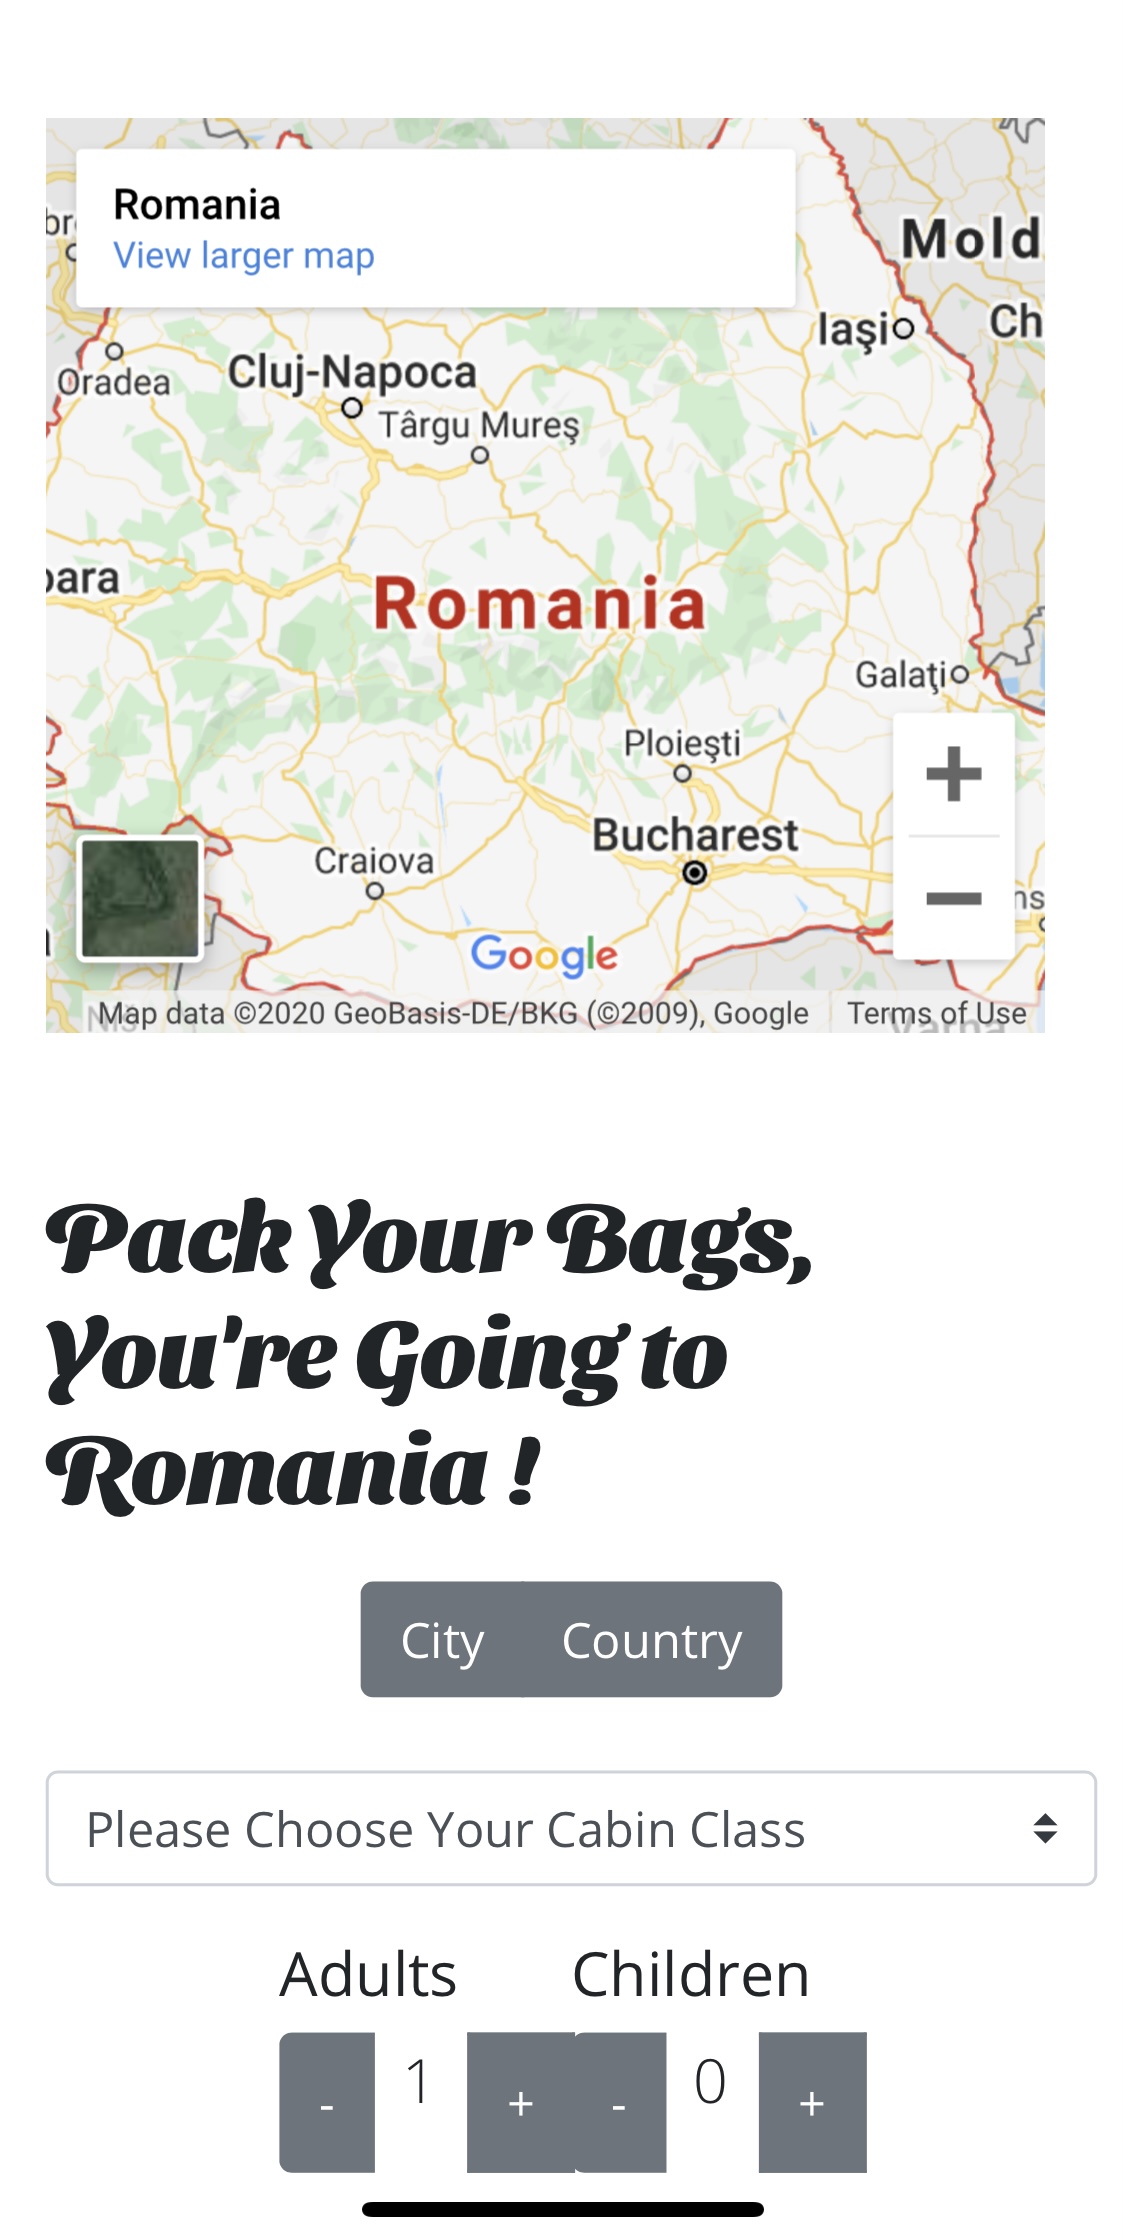 Romania
View larger map
Mold
Iaşi
Ch
Oradea
Cluj-Napoca
Târgu Mureş
Romania
Galaţi
Ploieşti
Bucharest
Craiova
Google
Map data ©2020 GeoBasis-DE/BKG (©2009), Google
Terms of Use
Pack Your Bags,
You're Going to
Romania !
City Country
Please Choose Your Cabin Class
Adults Children
- 1 + - 0 +